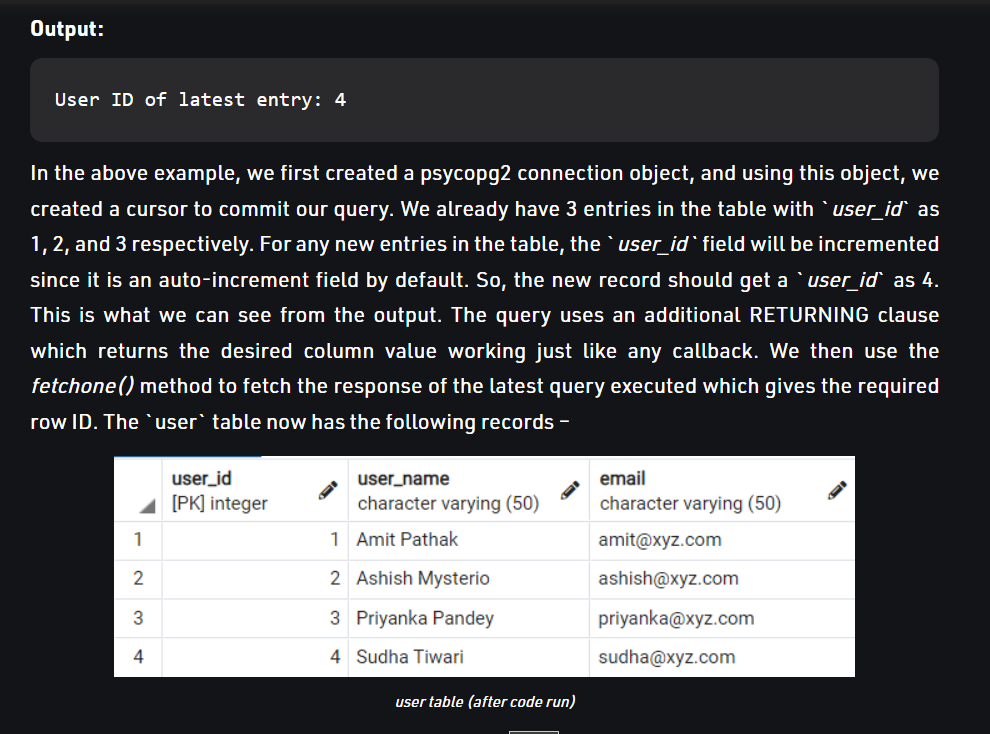 Output:
User ID of latest entry: 4
In the above example, we first created a psycopg2 connection object, and using this object, we
created a cursor to commit our query. We already have 3 entries in the table with `user_id` as
1, 2, and 3 respectively. For any new entries in the table, the `user_id` field will be incremented
since it is an auto-increment field by default. So, the new record should get a `user_id` as 4.
This is what we can see from the output. The query uses an additional RETURNING clause
which returns the desired column value working just like any callback. We then use the
fetchone() method to fetch the response of the latest query executed which gives the required
row ID. The `user` table now has the following records –
user_id user_name email
[PK] integer character varying (50) character varying (50)
1 1 Amit Pathak amit@xyz.com
2 2 Ashish Mysterio ashish@xyz.com
3 3 Priyanka Pandey priyanka@xyz.com
4 4 Sudha Tiwari sudha@xyz.com
user table (after code run)